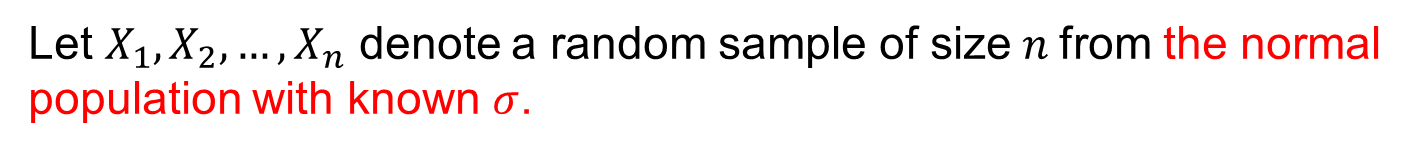 Let X₁, X₂, …, Xₙ denote a random sample of size n from the normal
population with known σ.